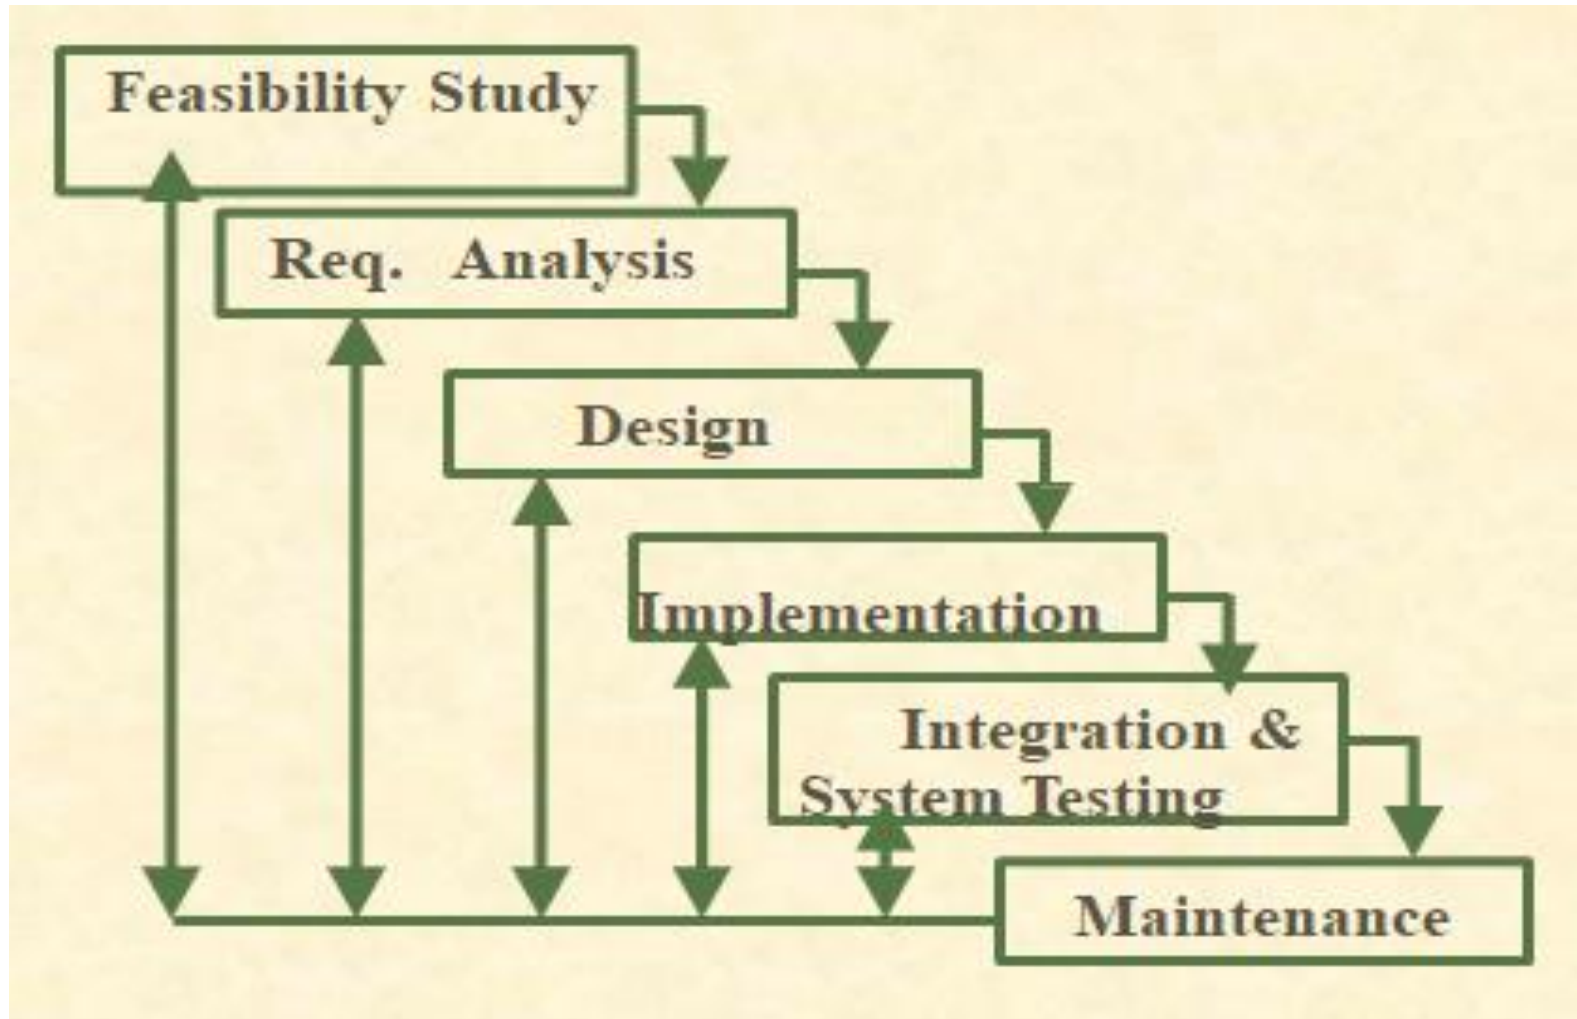 Feasibility Study
Req. Analysis
Design
Implementation
Integration &
System Testing
Maintenance